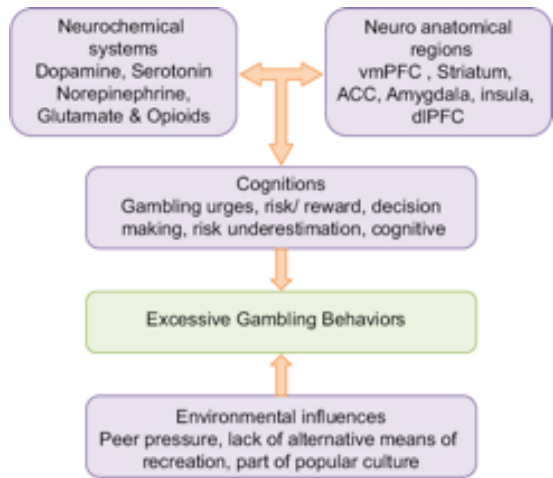 Neurochemical
systems
Dopamine, Serotonin
Norepinephrine,
Glutamate & Opioids
Neuro anatomical
regions
vmPFC , Striatum,
ACC, Amygdala, insula,
dlPFC
Cognitions
Gambling urges, risk/ reward, decision
making, risk underestimation, cognitive
Excessive Gambling Behaviors
Environmental influences
Peer pressure, lack of alternative means of
recreation, part of popular culture